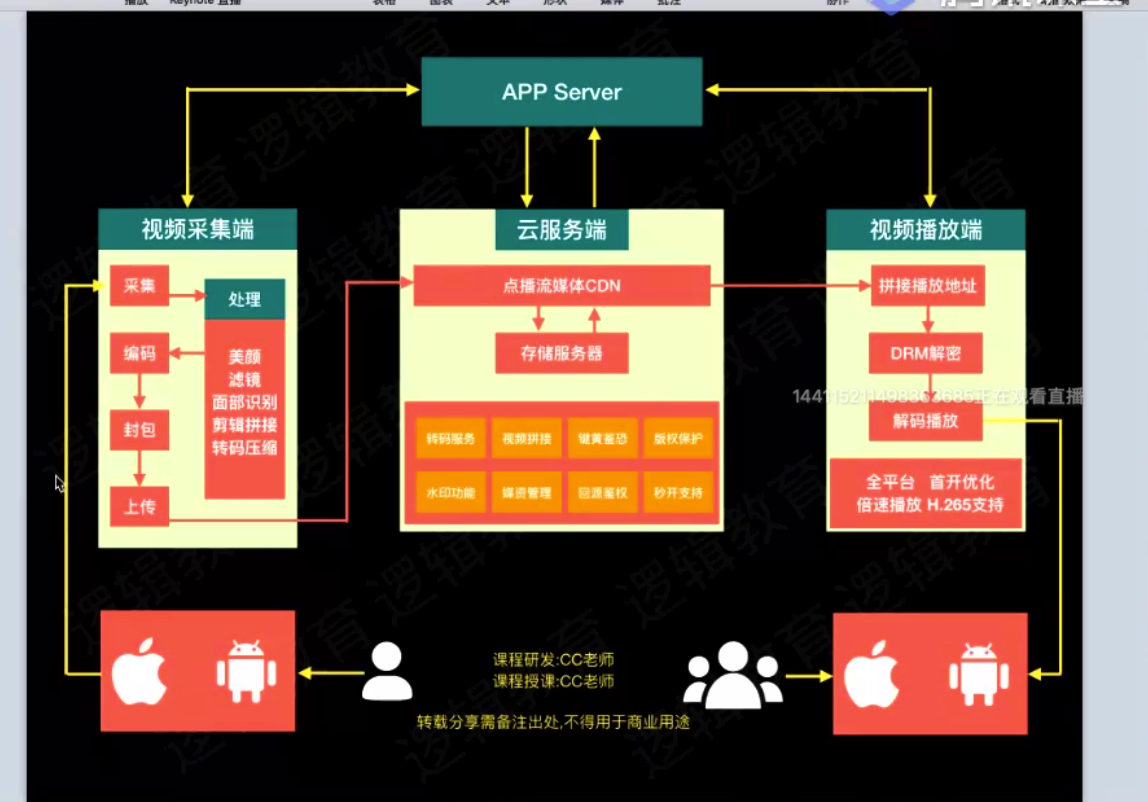 Keynote 直播
APP Server
视频采集端
云服务端
视频播放端
采集
处理
点播流媒体CDN
拼接播放地址
编码
美颜
滤镜
面部识别
剪辑拼接
转码压缩
存储服务器
DRM解密
144115211498363685正在观看直播
封包
转码服务
视频拼接
键黄鉴恐
版权保护
解码播放
上传
水印功能
媒资管理
回源鉴权
秒开支持
全平台 首开优化
倍速播放 H.265支持
课程研发:CC老师
课程授课:CC老师
转载分享需备注出处,不得用于商业用途
逻辑教育